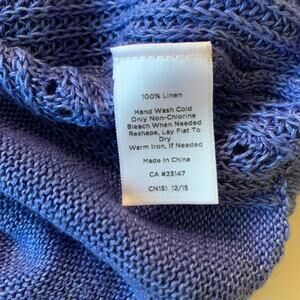 100% Linen
Hand Wash Cold
Only Non-Chlorine
Bleach When Needed
Reshape, Lay Flat To
Dry
Warm Iron, If Needed
Made In China
CA #23147
CN151 12/15